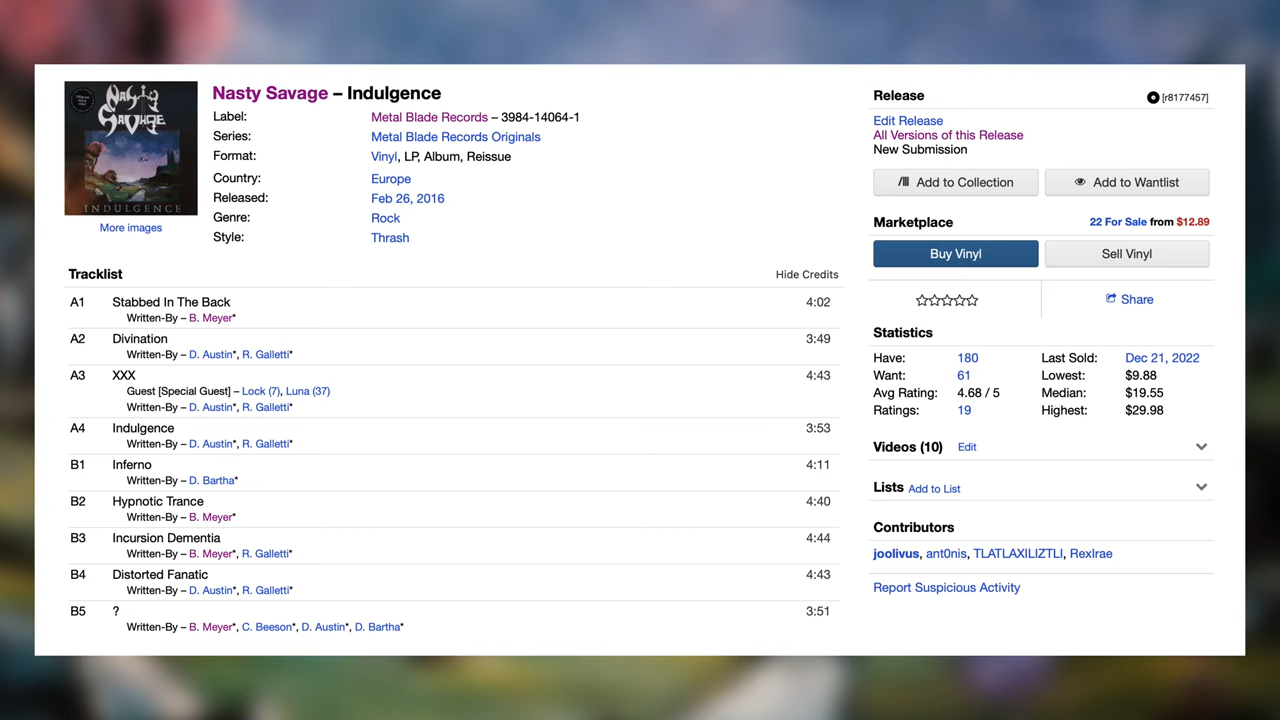 NASTY SAVAGE
INDULGENCE
More images
Nasty Savage – Indulgence
Label: Metal Blade Records – 3984-14064-1
Series: Metal Blade Records Originals
Format: Vinyl, LP, Album, Reissue
Country: Europe
Released: Feb 26, 2016
Genre: Rock
Style: Thrash
Tracklist Hide Credits
A1 Stabbed In The Back 4:02
Written-By – B. Meyer*
A2 Divination 3:49
Written-By – D. Austin*, R. Galletti*
A3 XXX 4:43
Guest [Special Guest] – Lock (7), Luna (37)
Written-By – D. Austin*, R. Galletti*
A4 Indulgence 3:53
Written-By – D. Austin*, R. Galletti*
B1 Inferno 4:11
Written-By – D. Bartha*
B2 Hypnotic Trance 4:40
Written-By – B. Meyer*
B3 Incursion Dementia 4:44
Written-By – B. Meyer*, R. Galletti*
B4 Distorted Fanatic 4:43
Written-By – D. Austin*, R. Galletti*
B5 ? 3:51
Written-By – B. Meyer*, C. Beeson*, D. Austin*, D. Bartha*
Release [r8177457]
Edit Release
All Versions of this Release
New Submission
Add to Collection Add to Wantlist
Marketplace 22 For Sale from $12.89
Buy Vinyl Sell Vinyl
Share
Statistics
Have: 180 Last Sold: Dec 21, 2022
Want: 61 Lowest: $9.88
Avg Rating: 4.68 / 5 Median: $19.55
Ratings: 19 Highest: $29.98
Videos (10) Edit
Lists Add to List
Contributors
joolivus, ant0nis, TLATLAXILIZTLI, RexIrae
Report Suspicious Activity